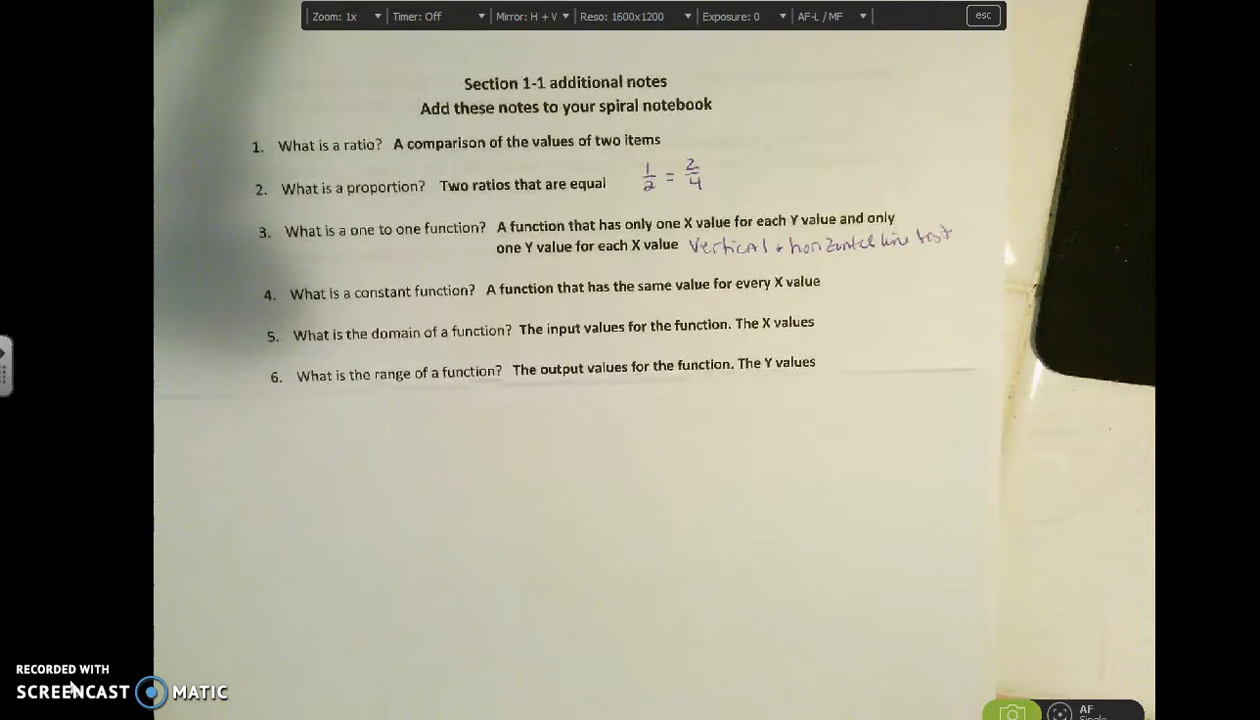 Zoom: 1x Timer: Off Mirror: H + V Reso: 1600x1200 Exposure: 0 AF-L / MF esc
Section 1-1 additional notes
Add these notes to your spiral notebook
1. What is a ratio? A comparison of the values of two items
2. What is a proportion? Two ratios that are equal 1/2 = 2/4
3. What is a one to one function? A function that has only one X value for each Y value and only
one Y value for each X value Vertical + horizontal line test
4. What is a constant function? A function that has the same value for every X value
5. What is the domain of a function? The input values for the function. The X values
6. What is the range of a function? The output values for the function. The Y values
RECORDED WITH
SCREENCAST MATIC
AF
Single